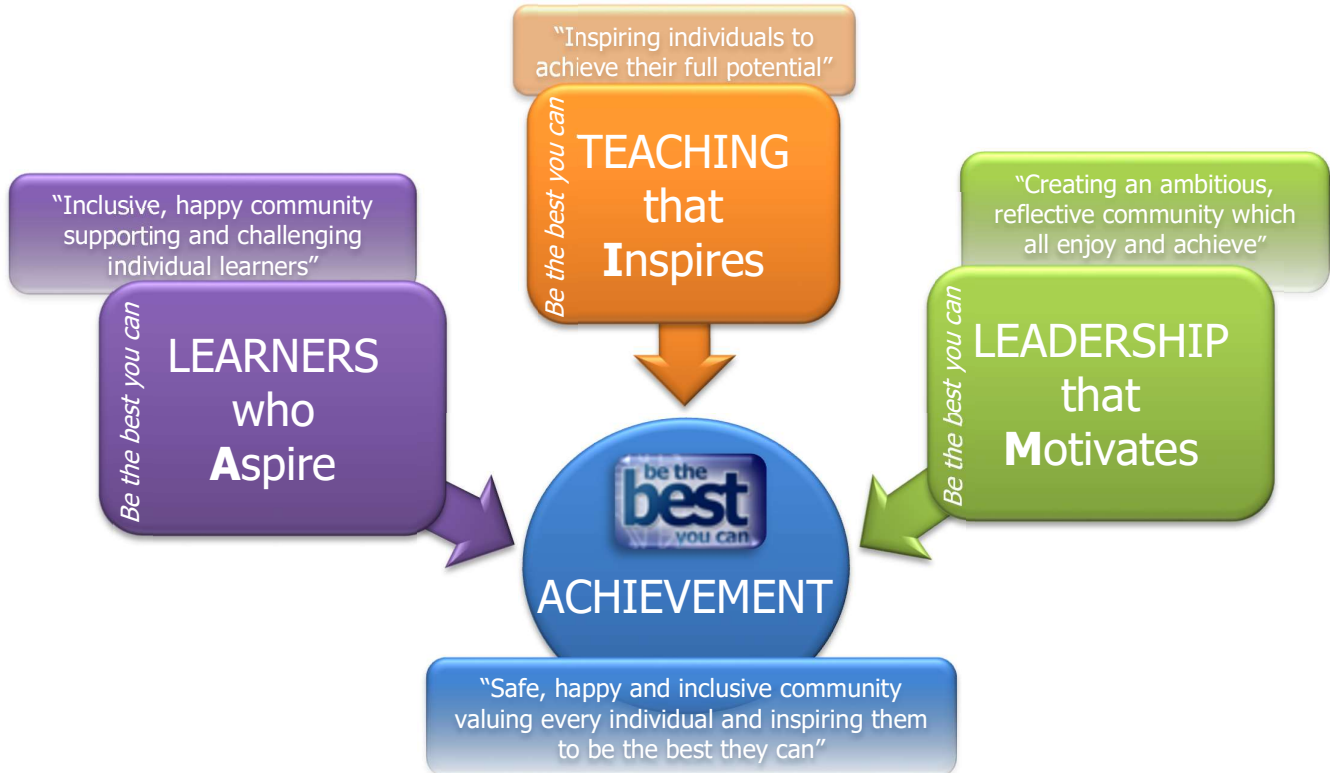 “Inspiring individuals to
achieve their full potential”
Be the best you can
TEACHING
that
Inspires
“Inclusive, happy community
supporting and challenging
individual learners”
Be the best you can
LEARNERS
who
Aspire
“Creating an ambitious,
reflective community which
all enjoy and achieve”
Be the best you can
LEADERSHIP
that
Motivates
be the
best
you can
ACHIEVEMENT
“Safe, happy and inclusive community
valuing every individual and inspiring them
to be the best they can”